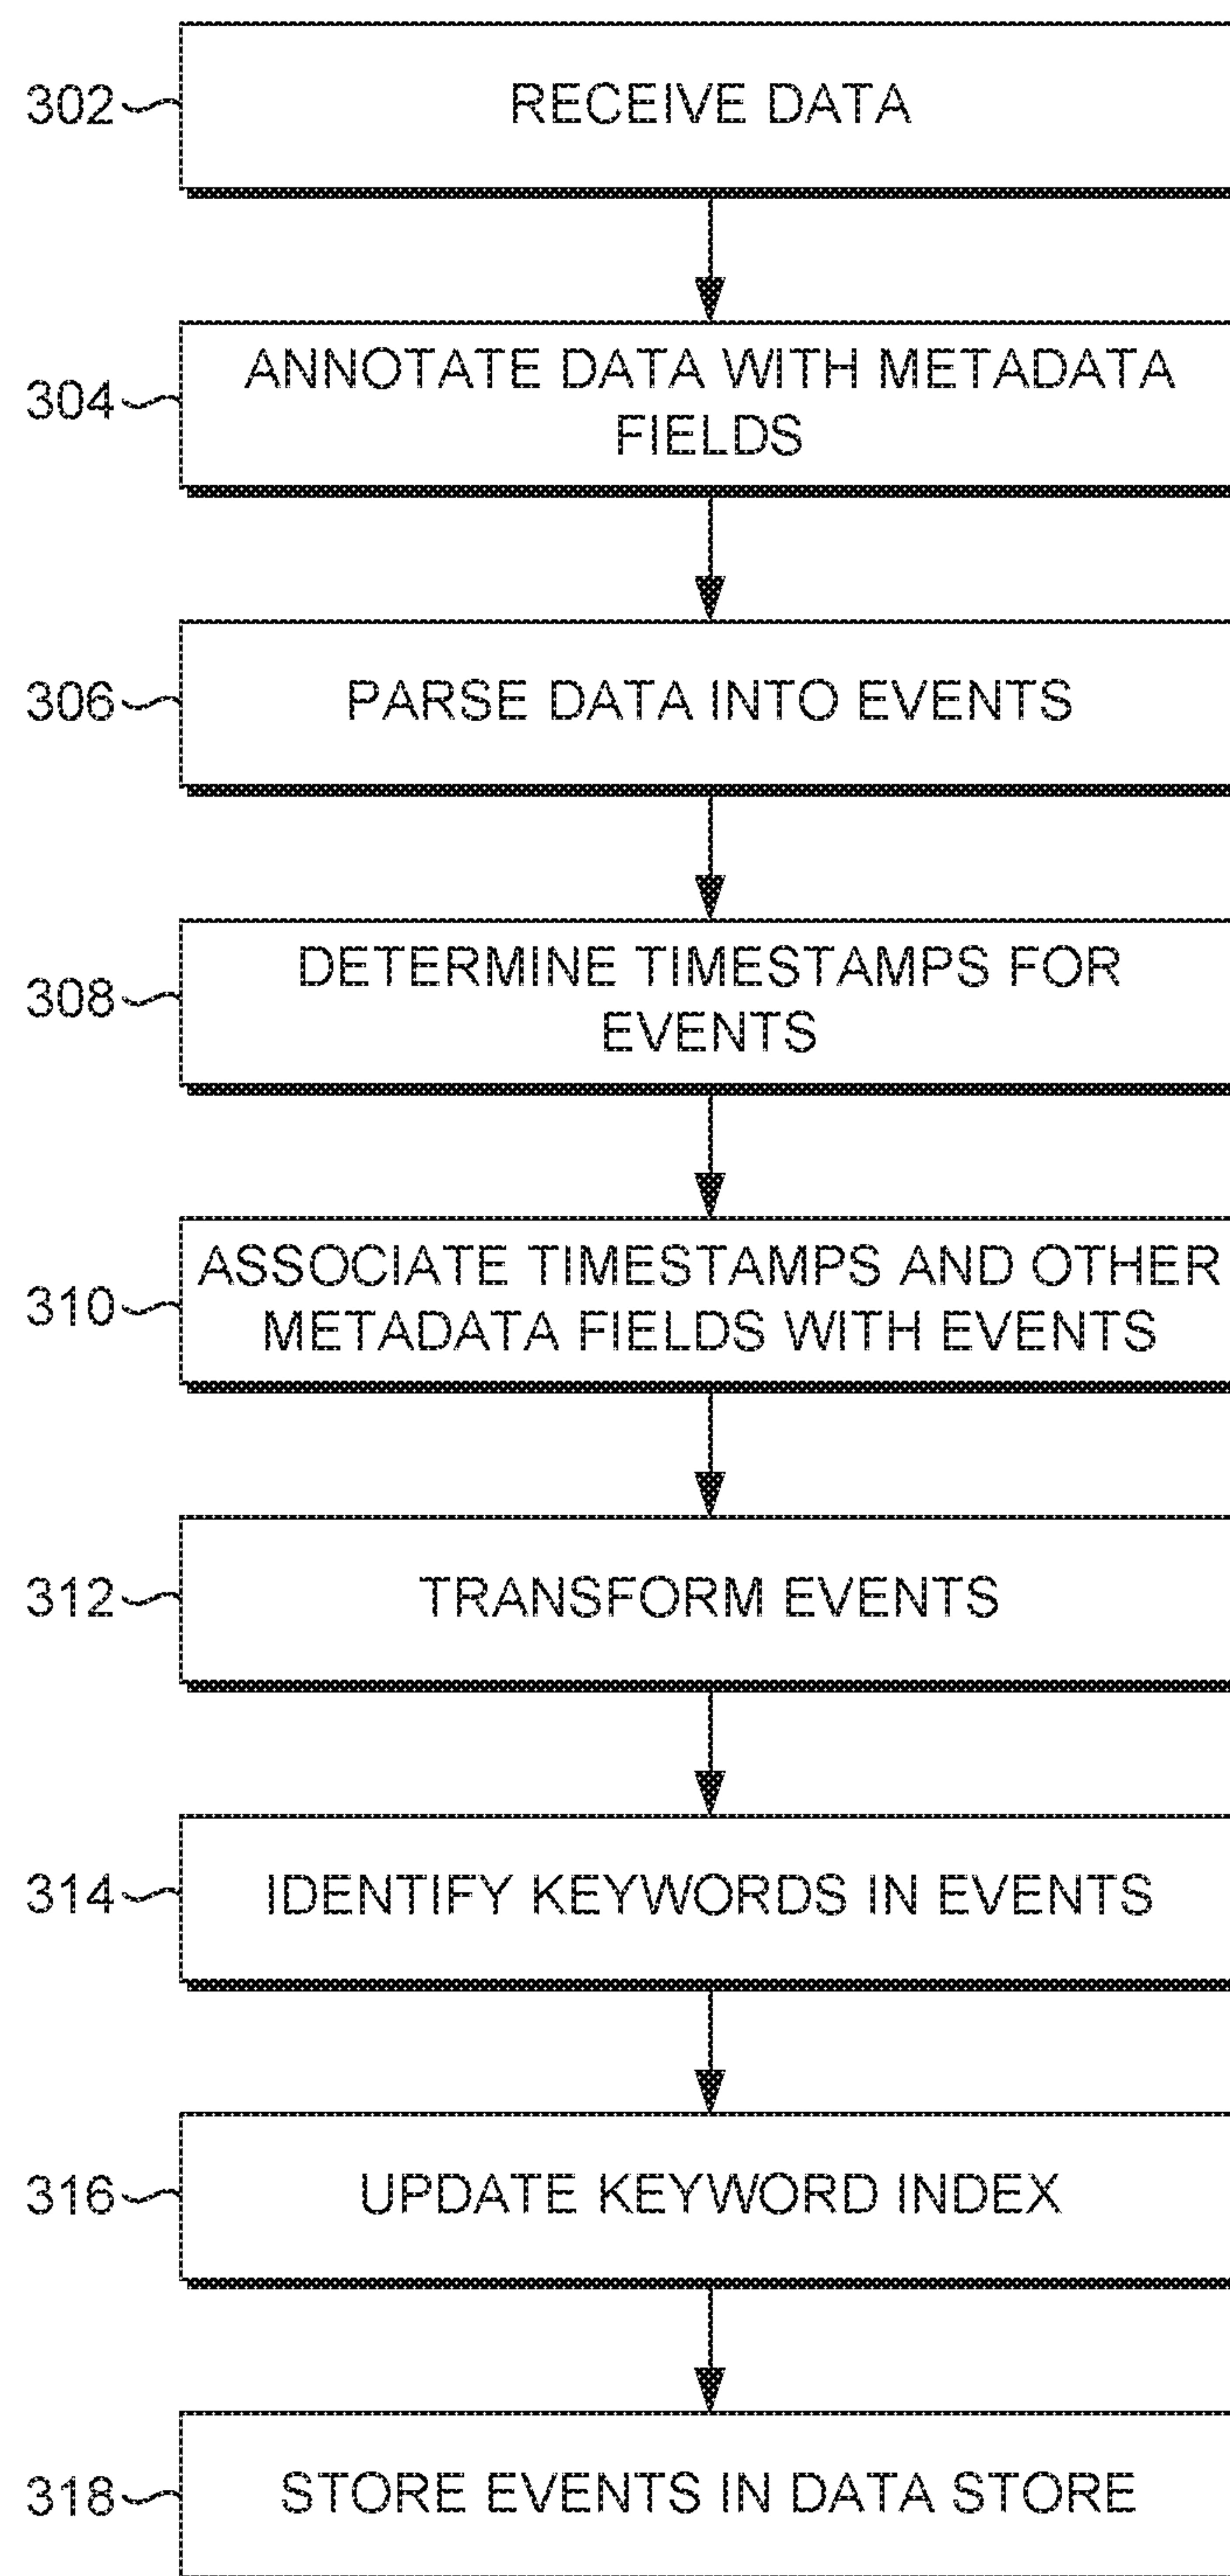 302
RECEIVE DATA
304
ANNOTATE DATA WITH METADATA
FIELDS
306
PARSE DATA INTO EVENTS
308
DETERMINE TIMESTAMPS FOR
EVENTS
310
ASSOCIATE TIMESTAMPS AND OTHER
METADATA FIELDS WITH EVENTS
312
TRANSFORM EVENTS
314
IDENTIFY KEYWORDS IN EVENTS
316
UPDATE KEYWORD INDEX
318
STORE EVENTS IN DATA STORE